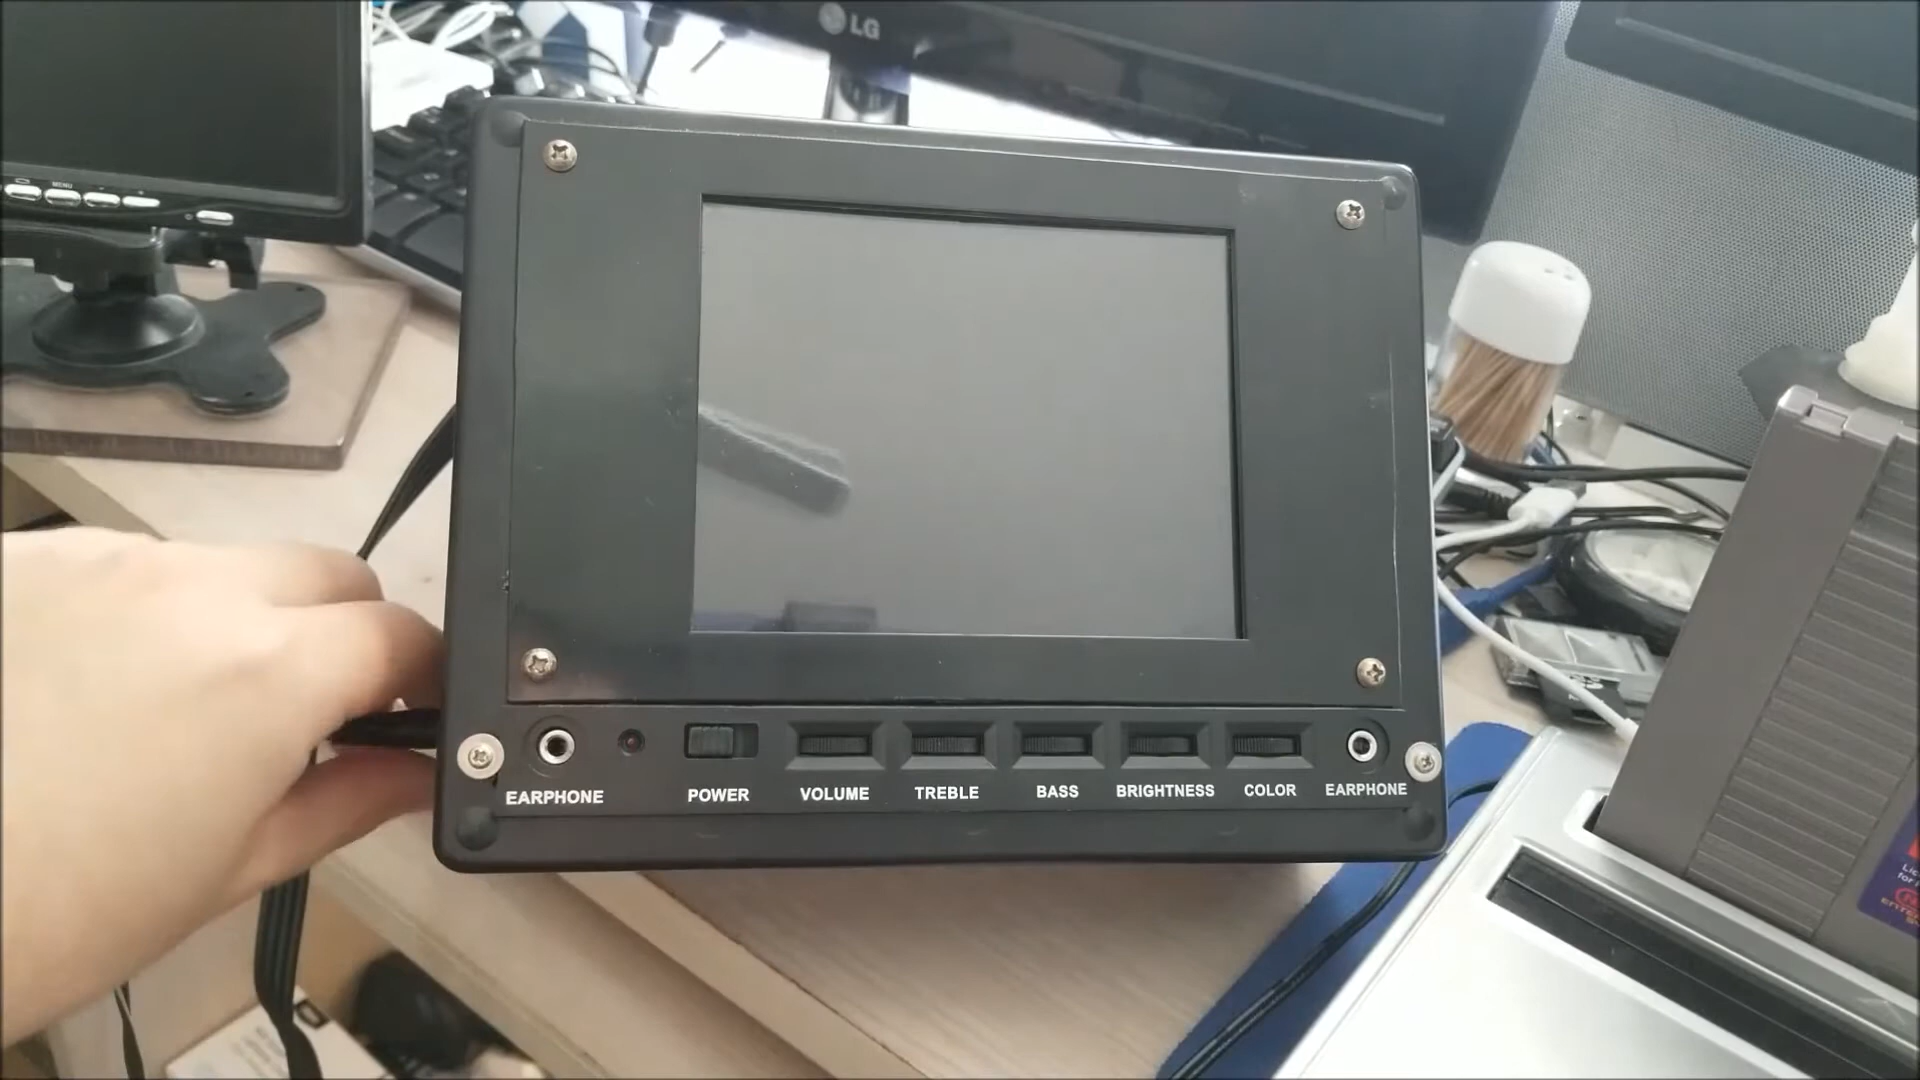 LG
MENU
EARPHONE
POWER
VOLUME
TREBLE
BASS
BRIGHTNESS
COLOR
EARPHONE